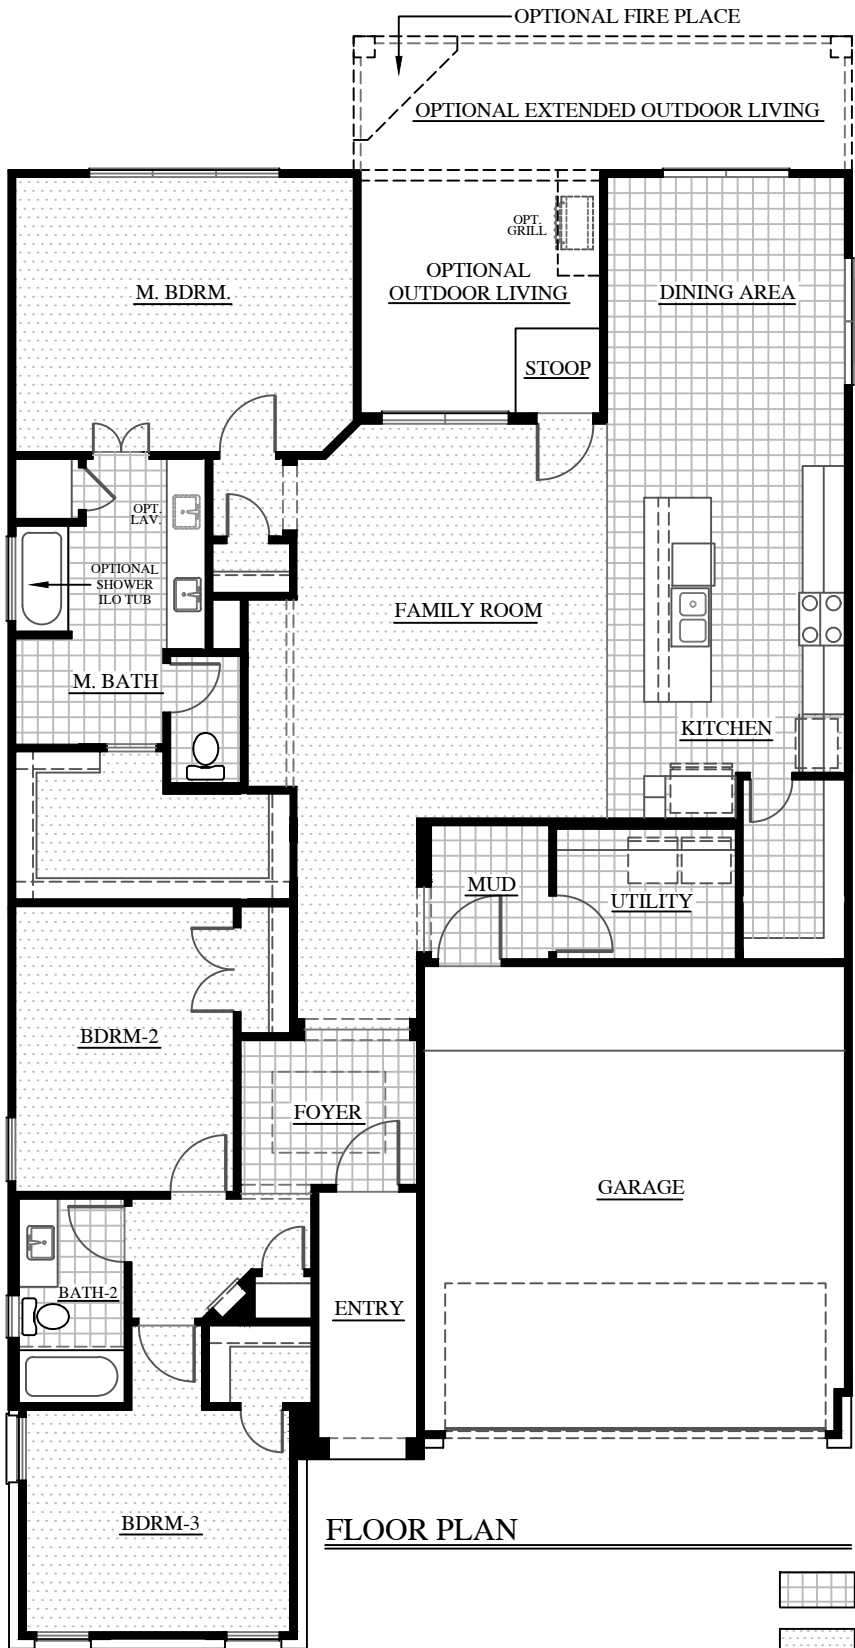 OPTIONAL FIRE PLACE
OPTIONAL EXTENDED OUTDOOR LIVING
OPT.
GRILL
M. BDRM.
OPTIONAL
OUTDOOR LIVING
DINING AREA
STOOP
OPT.
LAV.
OPTIONAL
SHOWER
ILO TUB
FAMILY ROOM
M. BATH
KITCHEN
MUD
UTILITY
BDRM-2
FOYER
GARAGE
BATH-2
ENTRY
BDRM-3
FLOOR PLAN